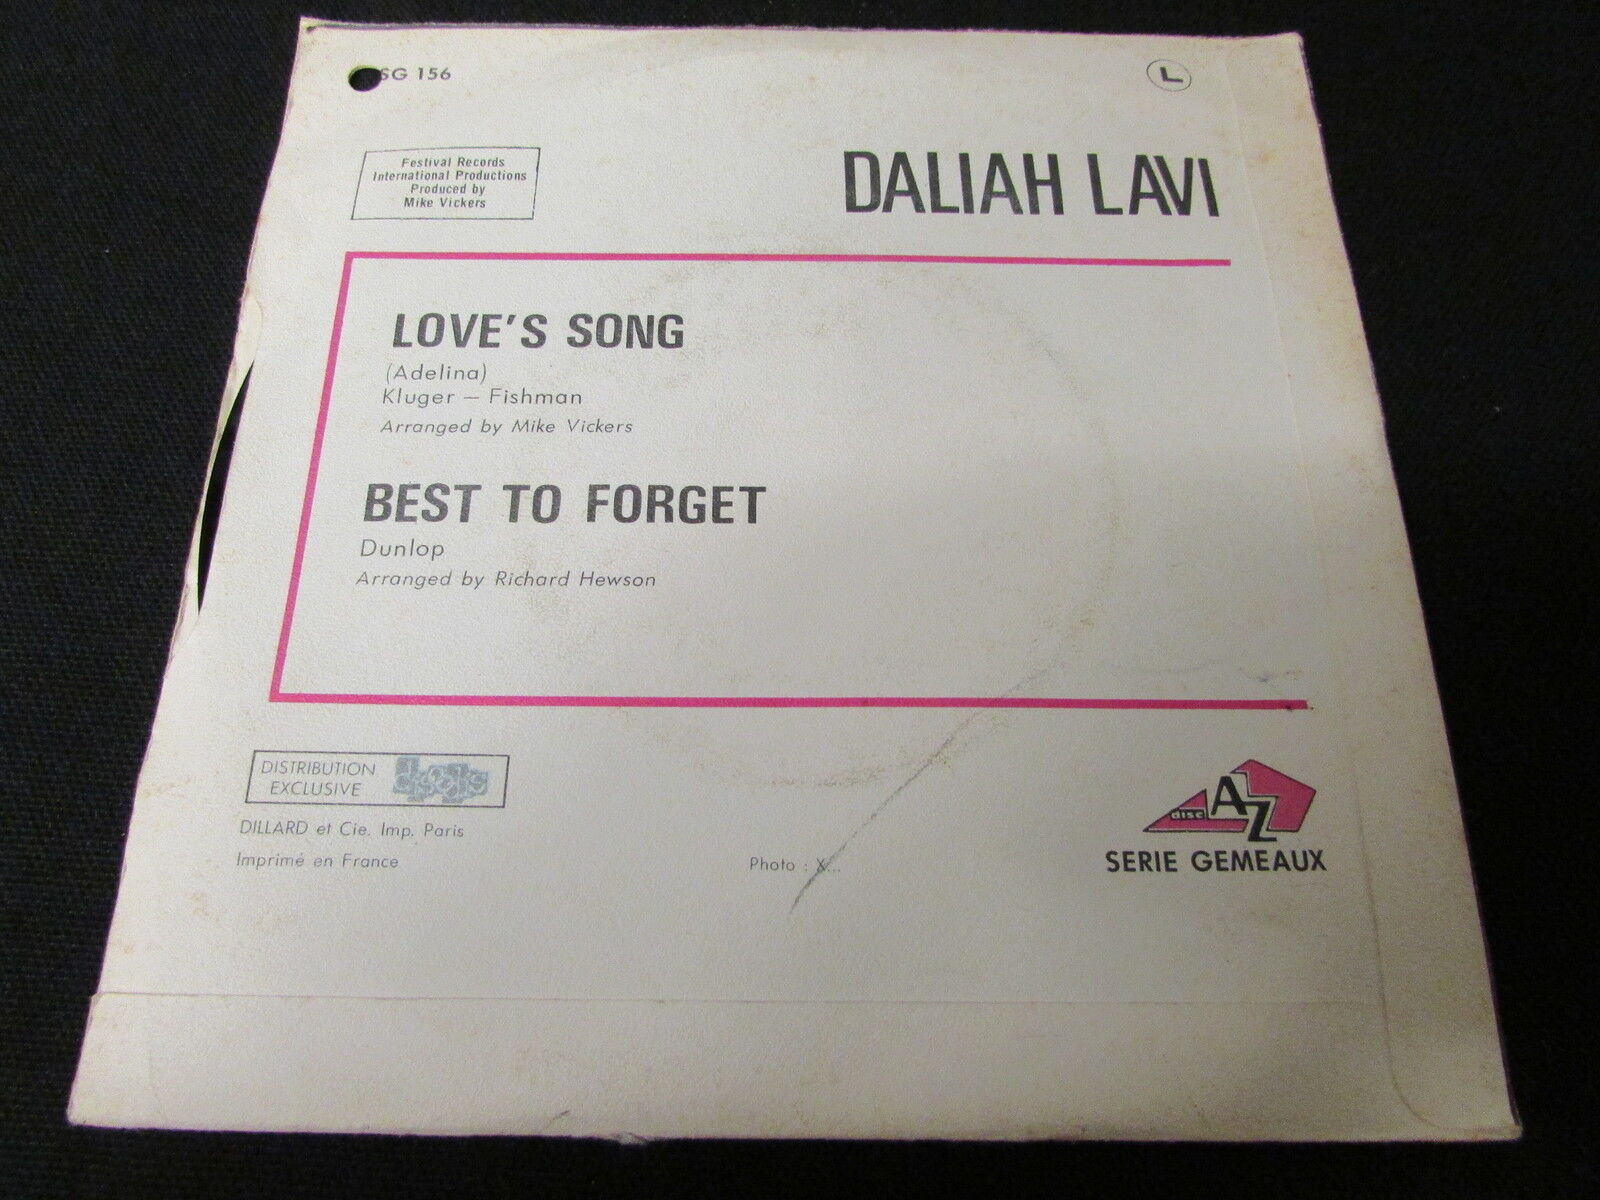 SG 156
L
Festival Records
International Productions
Produced by
Mike Vickers
DALIAH LAVI
LOVE'S SONG
(Adelina)
Kluger – Fishman
Arranged by Mike Vickers
BEST TO FORGET
Dunlop
Arranged by Richard Hewson
DISTRIBUTION
EXCLUSIVE
discodis
DILLARD et Cie. Imp. Paris
Imprimé en France
Photo : X...
disc AZ
SERIE GEMEAUX